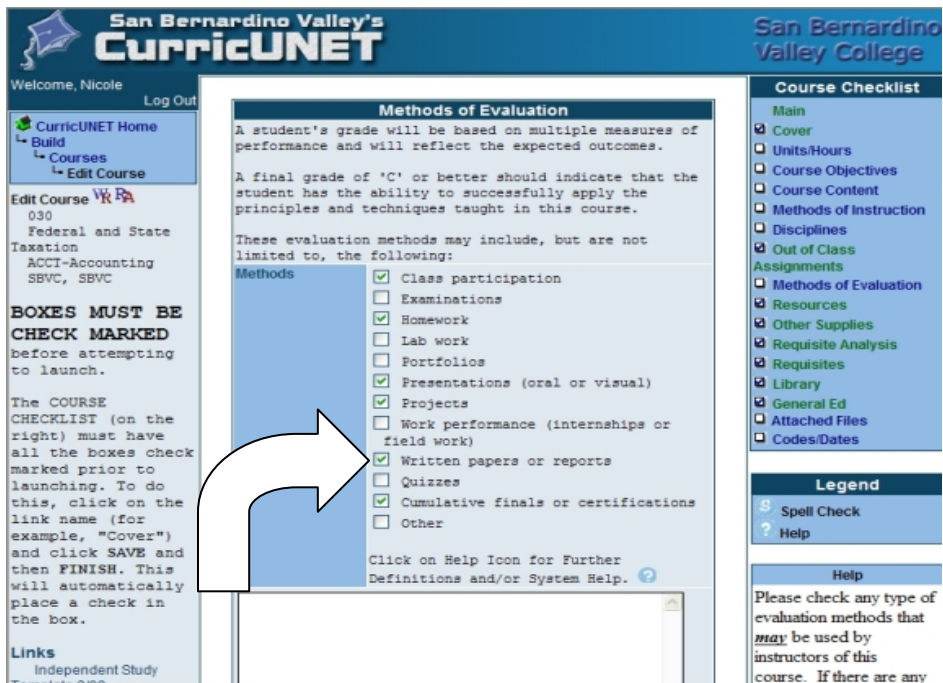 San Bernardino Valley's
CurricUNET
San Bernardino
Valley College
Welcome, Nicole
Log Out
CurricUNET Home
Build
Courses
Edit Course
Edit Course WR RA
030
Federal and State
Taxation
ACCT-Accounting
SBVC, SBVC
BOXES MUST BE
CHECK MARKED
before attempting
to launch.
The COURSE
CHECKLIST (on the
right) must have
all the boxes check
marked prior to
launching. To do
this, click on the
link name (for
example, "Cover")
and click SAVE and
then FINISH. This
will automatically
place a check in
the box.
Links
Independent Study
Methods of Evaluation
A student's grade will be based on multiple measures of
performance and will reflect the expected outcomes.
A final grade of 'C' or better should indicate that the
student has the ability to successfully apply the
principles and techniques taught in this course.
These evaluation methods may include, but are not
limited to, the following:
Methods
Class participation
Examinations
Homework
Lab work
Portfolios
Presentations (oral or visual)
Projects
Work performance (internships or
field work)
Written papers or reports
Quizzes
Cumulative finals or certifications
Other
Click on Help Icon for Further
Definitions and/or System Help. ?
Course Checklist
Main
Cover
Units/Hours
Course Objectives
Course Content
Methods of Instruction
Disciplines
Out of Class
Assignments
Methods of Evaluation
Resources
Other Supplies
Requisite Analysis
Requisites
Library
General Ed
Attached Files
Codes/Dates
Legend
S Spell Check
? Help
Help
Please check any type of
evaluation methods that
may be used by
instructors of this
course. If there are any